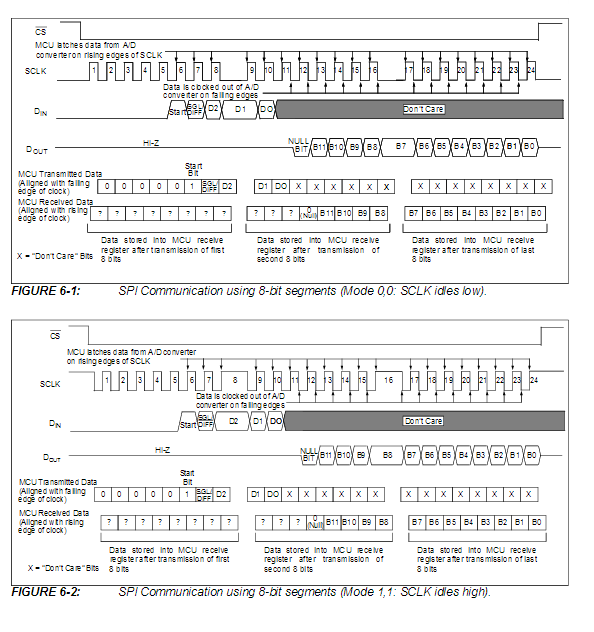 CS
MCU latches data from A/D
converter on rising edges of SCLK
SCLK 1 2 3 4 5 6 7 8 9 10 11 12 13 14 15 16 17 18 19 20 21 22 23 24
Data is clocked out of A/D
converter on falling edges
DIN Start SGL/DIFF D2 D1 DO Don't Care
DOUT HI-Z NULL BIT B11 B10 B9 B8 B7 B6 B5 B4 B3 B2 B1 B0
MCU Transmitted Data
(Aligned with falling
edge of clock)
Start
Bit
0 0 0 0 0 1 SGL/DIFF D2 D1 DO X X X X X X X X X X X X X X
MCU Received Data
(Aligned with rising
edge of clock)
? ? ? ? ? ? ? ? ? ? ? 0 (Null) B11 B10 B9 B8 B7 B6 B5 B4 B3 B2 B1 B0
X = "Don't Care" Bits
Data stored into MCU receive
register after transmission of first
8 bits
Data stored into MCU receive
register after transmission of
second 8 bits
Data stored into MCU receive
register after transmission of last
8 bits
FIGURE 6-1: SPI Communication using 8-bit segments (Mode 0,0: SCLK idles low).
CS
MCU latches data from A/D converter
on rising edges of SCLK
SCLK 1 2 3 4 5 6 7 8 9 10 11 12 13 14 15 16 17 18 19 20 21 22 23 24
Data is clocked out of A/D
converter on falling edges
DIN Start SGL/DIFF D2 D1 DO Don't Care
DOUT HI-Z NULL BIT B11 B10 B9 B8 B7 B6 B5 B4 B3 B2 B1 B0
MCU Transmitted Data
(Aligned with falling
edge of clock)
Start
Bit
0 0 0 0 0 1 SGL/DIFF D2 D1 DO X X X X X X X X X X X X X X
MCU Received Data
(Aligned with rising
edge of clock)
? ? ? ? ? ? ? ? ? ? ? 0 (Null) B11 B10 B9 B8 B7 B6 B5 B4 B3 B2 B1 B0
X = "Don't Care" Bits
Data stored into MCU receive
register after transmission of first
8 bits
Data stored into MCU receive
register after transmission of
second 8 bits
Data stored into MCU receive
register after transmission of last
8 bits
FIGURE 6-2: SPI Communication using 8-bit segments (Mode 1,1: SCLK idles high).